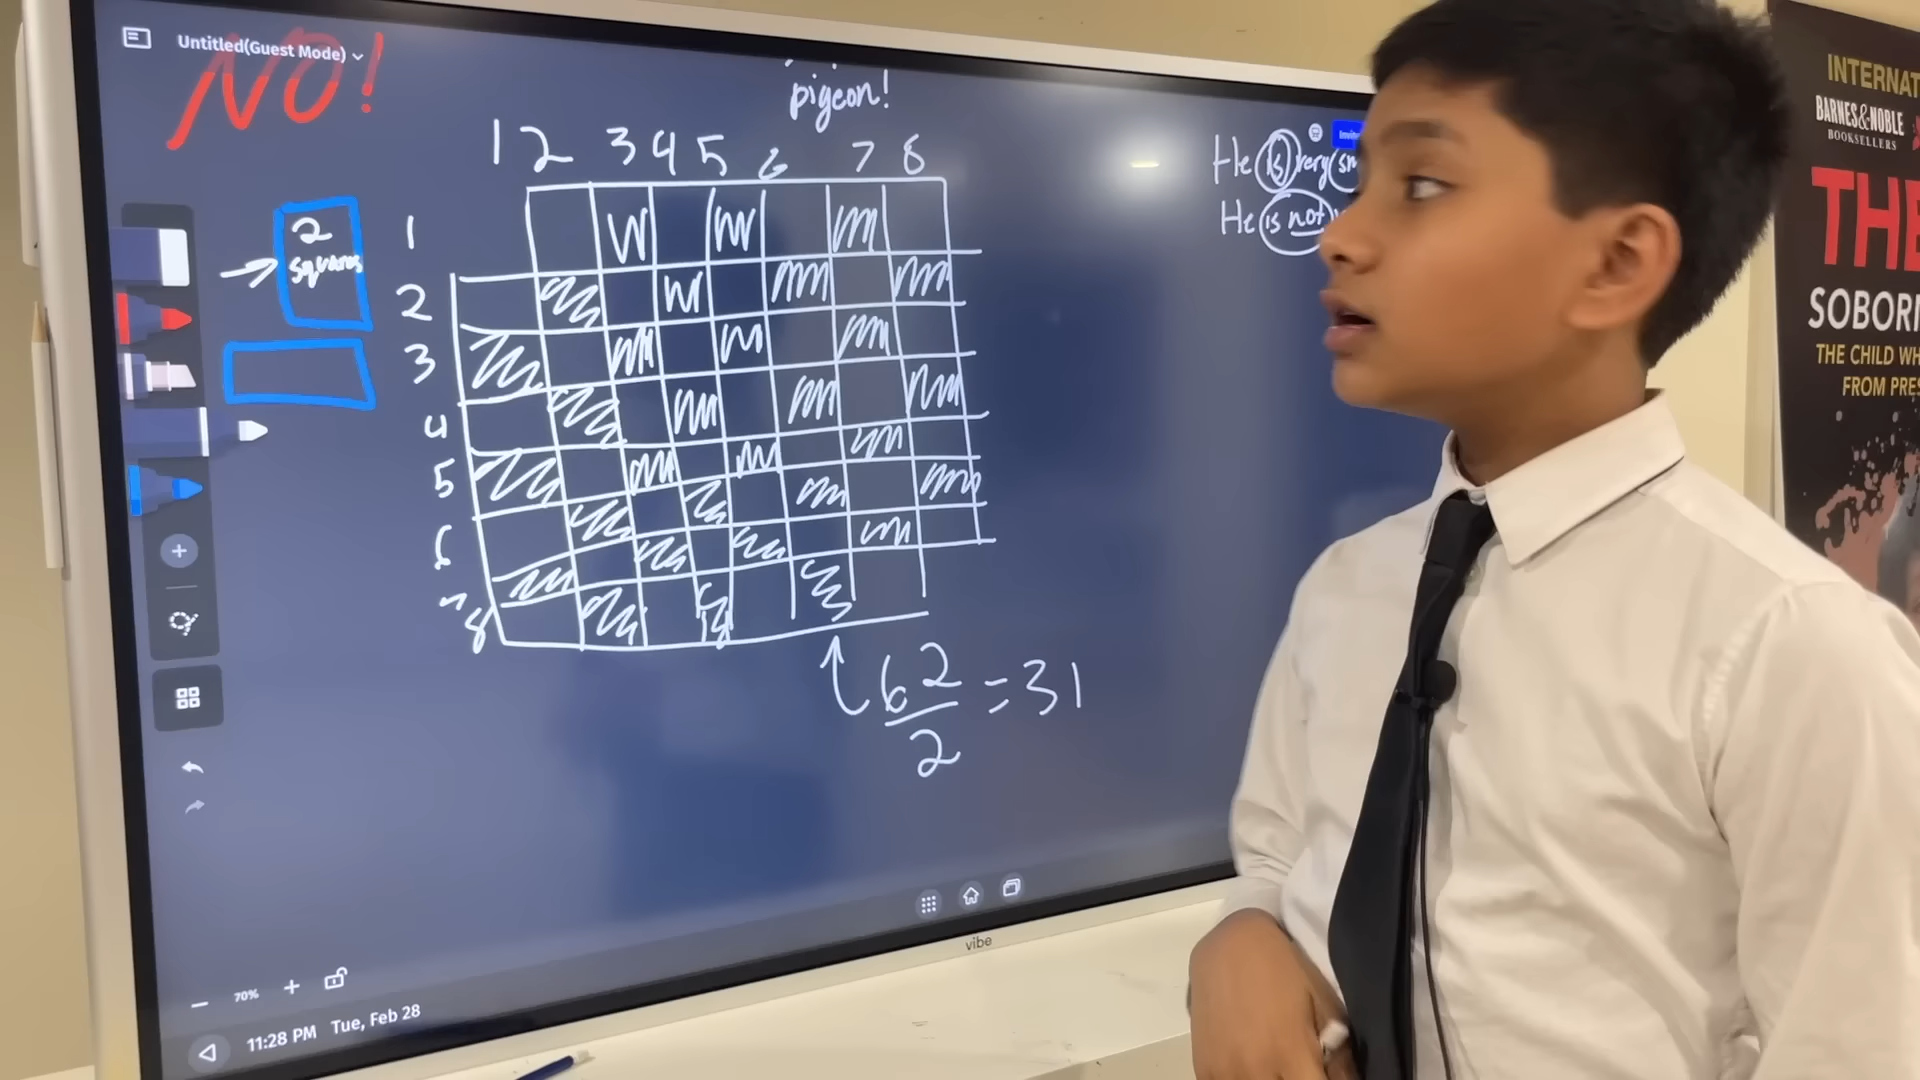 Untitled(Guest Mode)
NO!
pigeon!
1 2 3 4 5 6 7 8
2
squares
1
2
3
4
5
6
7
8
62
2
= 31
He is very
He is not
70%
11:28 PM Tue, Feb 28
vibe
INTERNAT
BARNES & NOBLE
BOOKSELLERS
THE
SOBORN
THE CHILD WH
FROM PRES